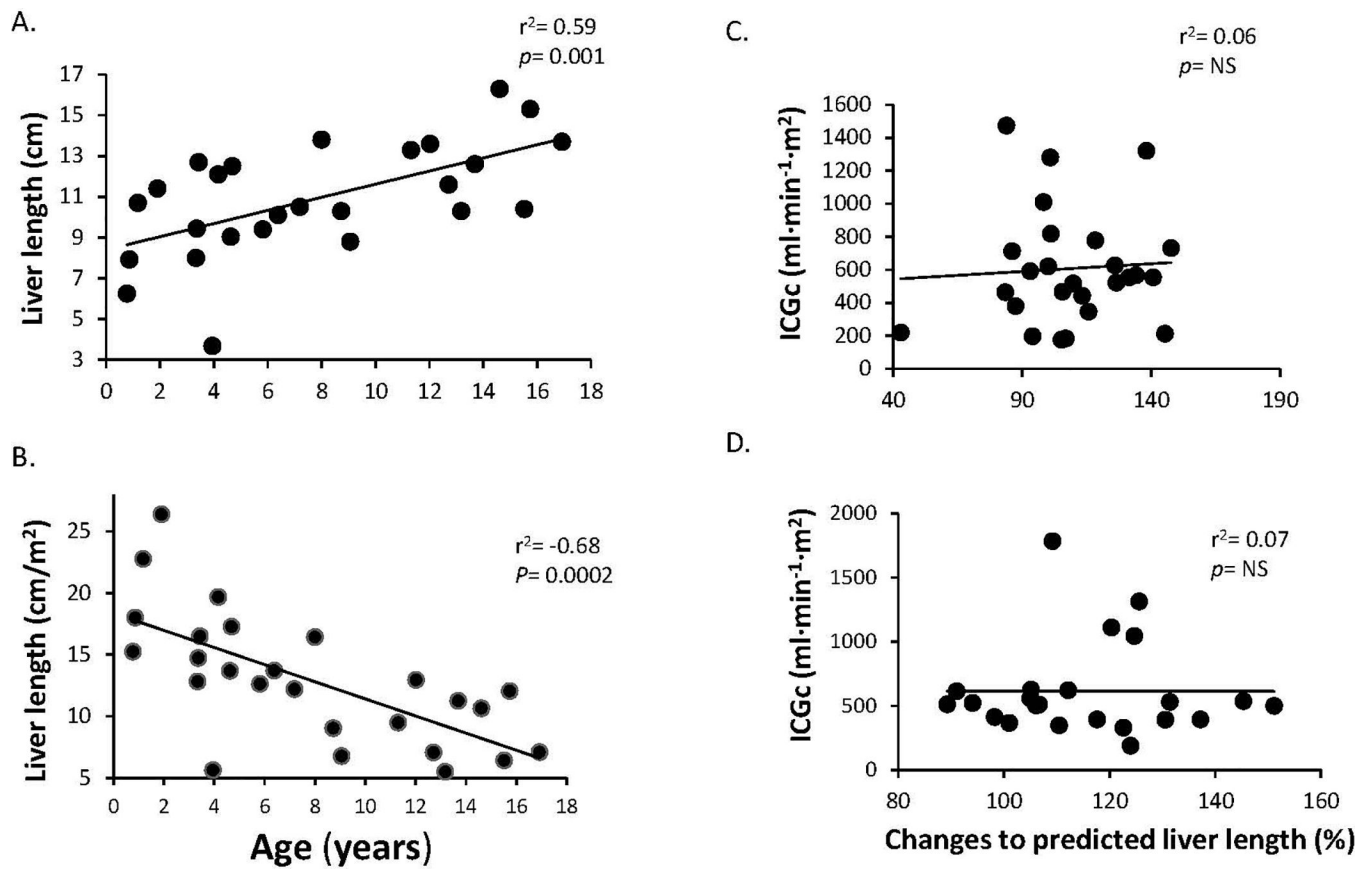 A.
r²= 0.59
p= 0.001
Liver length (cm)
17
15
13
11
9
7
5
3
0 2 4 6 8 10 12 14 16 18
B.
r²= -0.68
P= 0.0002
Liver length (cm/m²)
25
20
15
10
5
0 2 4 6 8 10 12 14 16 18
Age (years)
C.
r²= 0.06
p= NS
ICGc (ml·min⁻¹·m²)
1600
1400
1200
1000
800
600
400
200
0
40 90 140 190
D.
r²= 0.07
p= NS
ICGc (ml·min⁻¹·m²)
2000
1500
1000
500
0
80 100 120 140 160
Changes to predicted liver length (%)